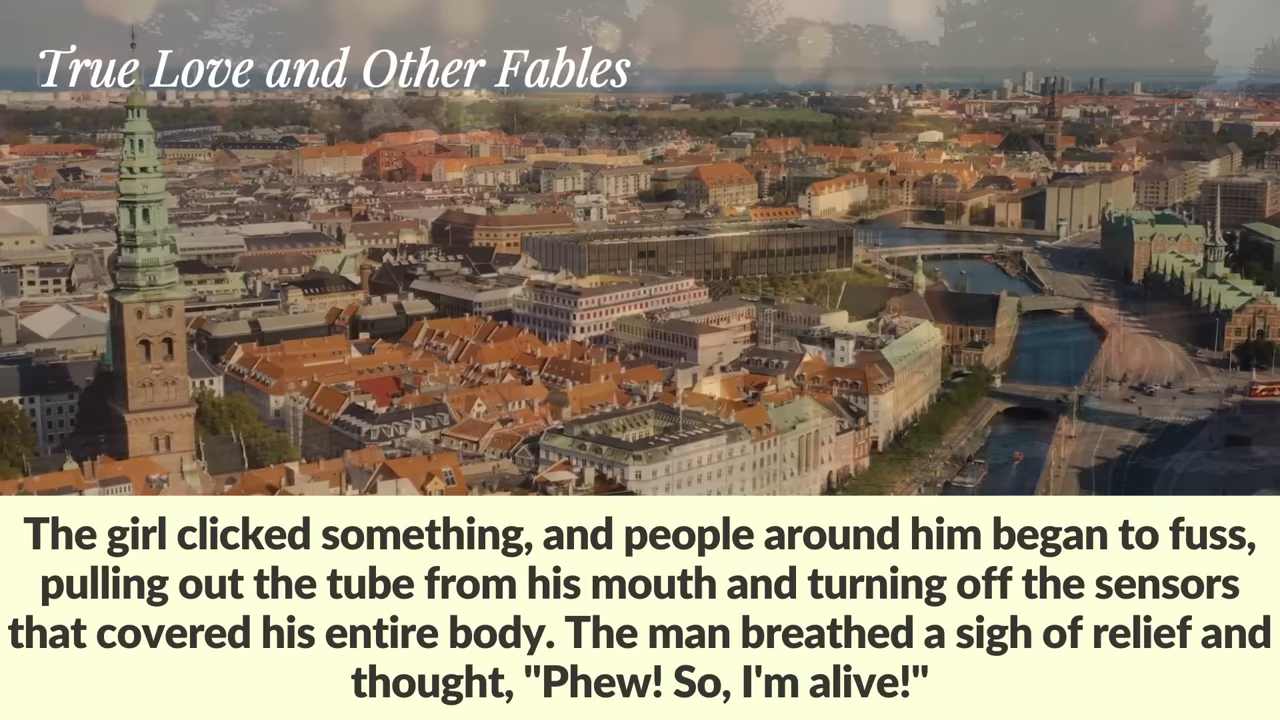 True Love and Other Fables
The girl clicked something, and people around him began to fuss,
pulling out the tube from his mouth and turning off the sensors
that covered his entire body. The man breathed a sigh of relief and
thought, "Phew! So, I'm alive!"